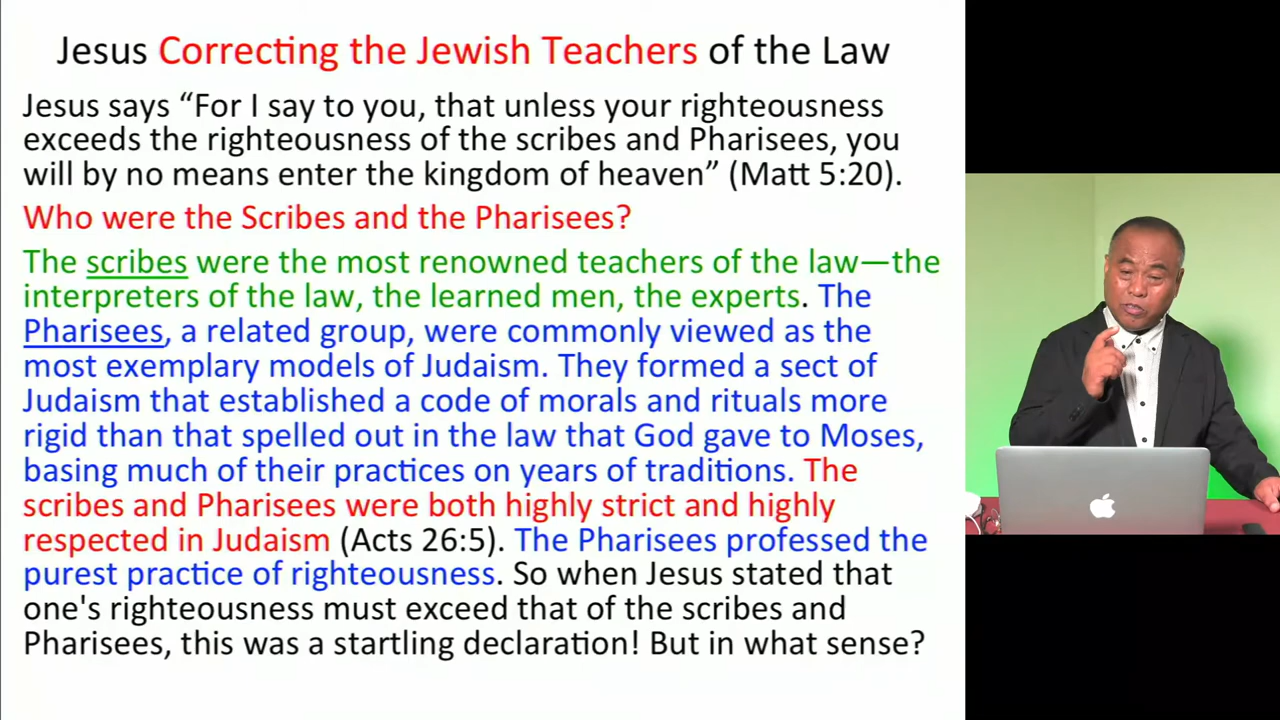 Jesus Correcting the Jewish Teachers of the Law
Jesus says “For I say to you, that unless your righteousness
exceeds the righteousness of the scribes and Pharisees, you
will by no means enter the kingdom of heaven” (Matt 5:20).
Who were the Scribes and the Pharisees?
The scribes were the most renowned teachers of the law—the
interpreters of the law, the learned men, the experts. The
Pharisees, a related group, were commonly viewed as the
most exemplary models of Judaism. They formed a sect of
Judaism that established a code of morals and rituals more
rigid than that spelled out in the law that God gave to Moses,
basing much of their practices on years of traditions. The
scribes and Pharisees were both highly strict and highly
respected in Judaism (Acts 26:5). The Pharisees professed the
purest practice of righteousness. So when Jesus stated that
one's righteousness must exceed that of the scribes and
Pharisees, this was a startling declaration! But in what sense?